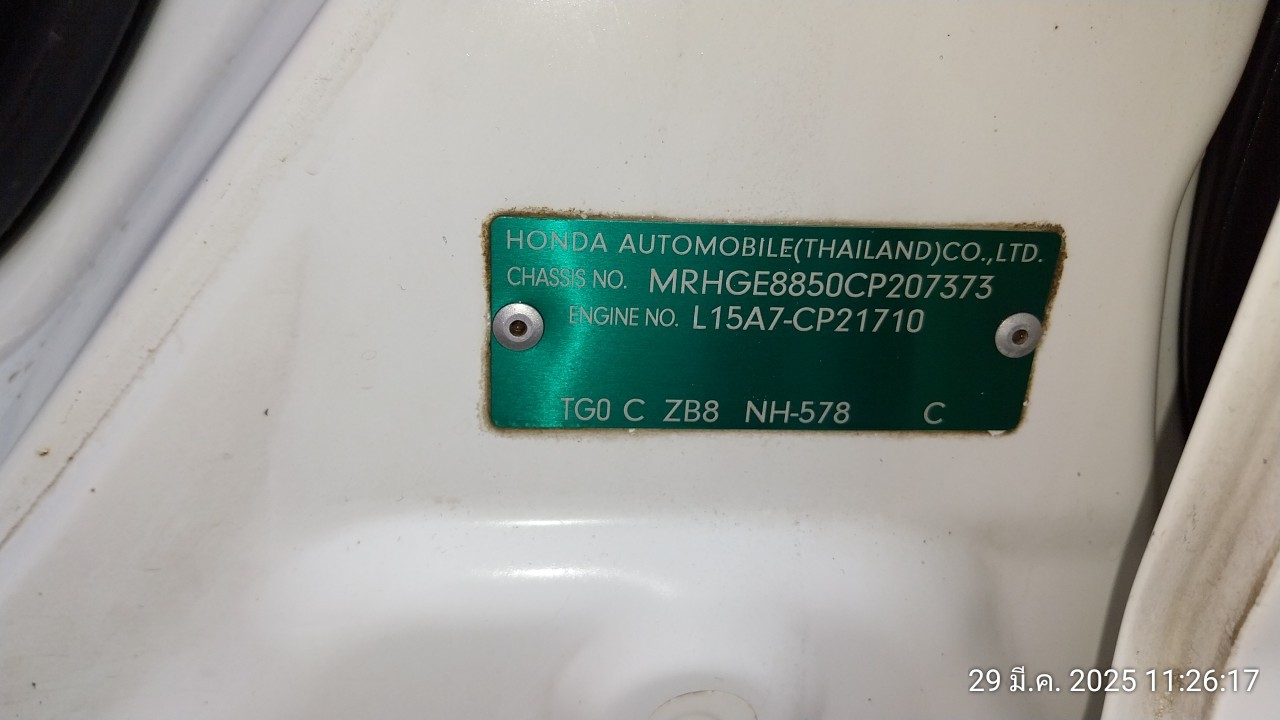 HONDA AUTOMOBILE(THAILAND)CO.,LTD.
CHASSIS NO. MRHGE8850CP207373
ENGINE NO. L15A7-CP21710
TG0 C ZB8 NH-578 C
29 มี.ค. 2025 11:26:17